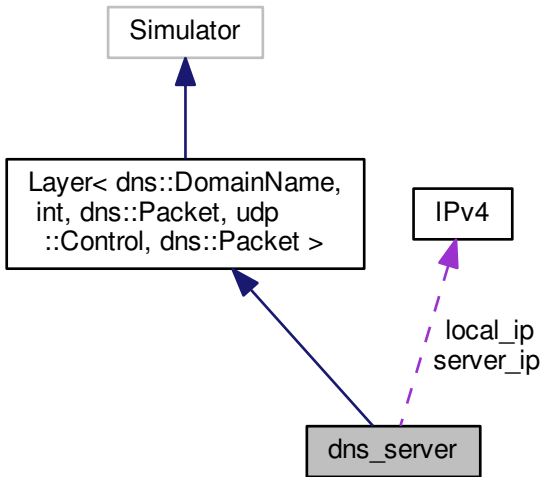 Simulator
Layer< dns::DomainName,
int, dns::Packet, udp
::Control, dns::Packet >
IPv4
local_ip
server_ip
dns_server